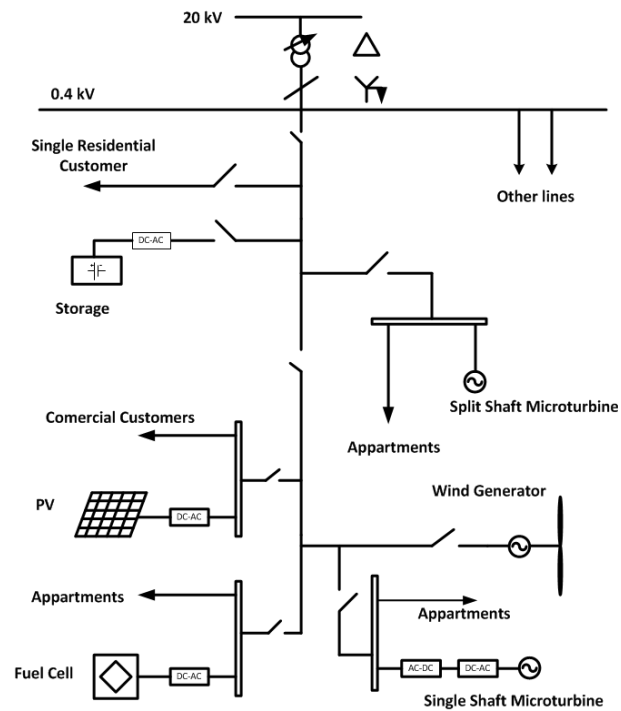 20 kV
0.4 kV
Single Residential
Customer
Other lines
DC-AC
Storage
Split Shaft Microturbine
Appartments
Comercial Customers
Wind Generator
PV
DC-AC
Appartments
Appartments
Fuel Cell
DC-AC
AC-DC
DC-AC
Single Shaft Microturbine